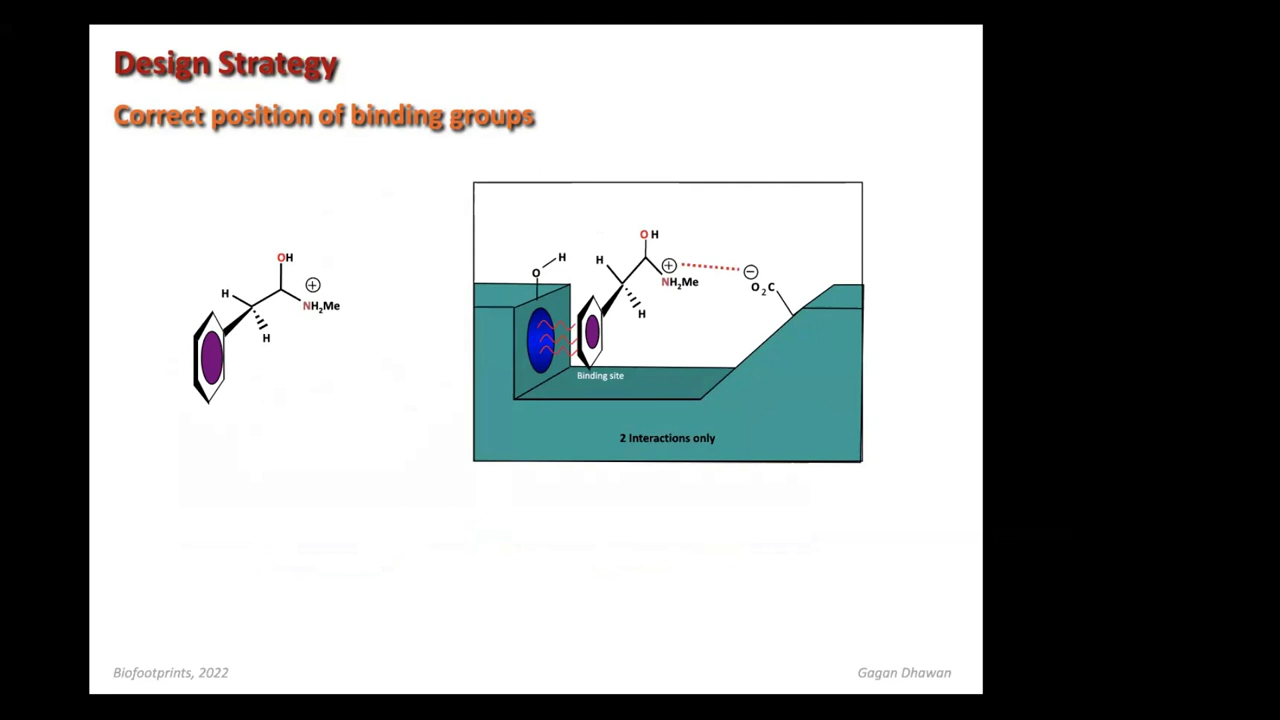 Design Strategy
Correct position of binding groups
OH
H
NH₂Me
H
H
O
OH
H
NH₂Me
H
O₂C
Binding site
2 Interactions only
Biofootprints, 2022
Gagan Dhawan